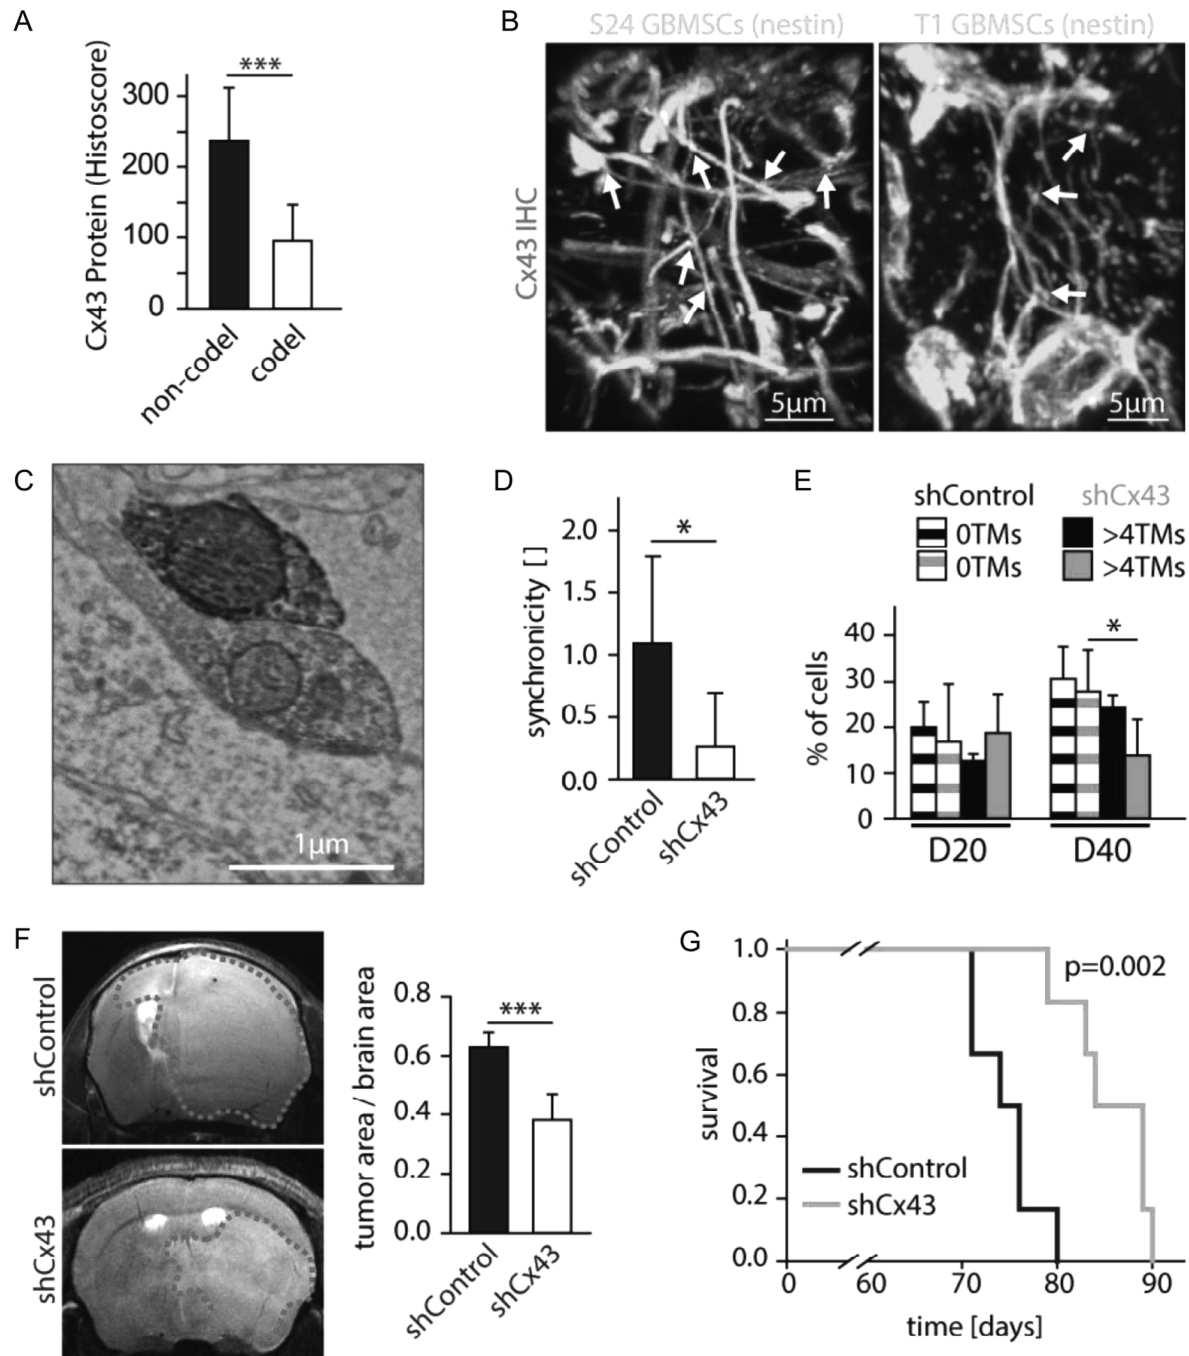 A
Cx43 Protein (Histoscore)
300
200
100
0
***
non-codel
codel
B
S24 GBMSCs (nestin)
T1 GBMSCs (nestin)
Cx43 IHC
5µm
5µm
C
1µm
D
synchronicity [ ]
2.0
1.5
1.0
0.5
0.0
*
shControl
shCx43
E
shControl
shCx43
0TMs
>4TMs
0TMs
>4TMs
% of cells
40
30
20
10
0
*
D20
D40
F
shControl
shCx43
tumor area / brain area
0.8
0.6
0.4
0.2
0.0
***
shControl
shCx43
G
survival
1.0
0.8
0.6
0.4
0.2
0.0
p=0.002
shControl
shCx43
0
60
70
80
90
time [days]